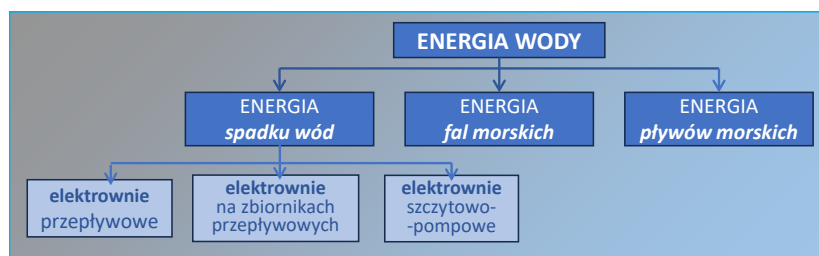 ENERGIA WODY
ENERGIA
spadku wód
ENERGIA
fal morskich
ENERGIA
pływów morskich
elektrownie
przepływowe
elektrownie
na zbiornikach
przepływowych
elektrownie
szczytowo-
-pompowe